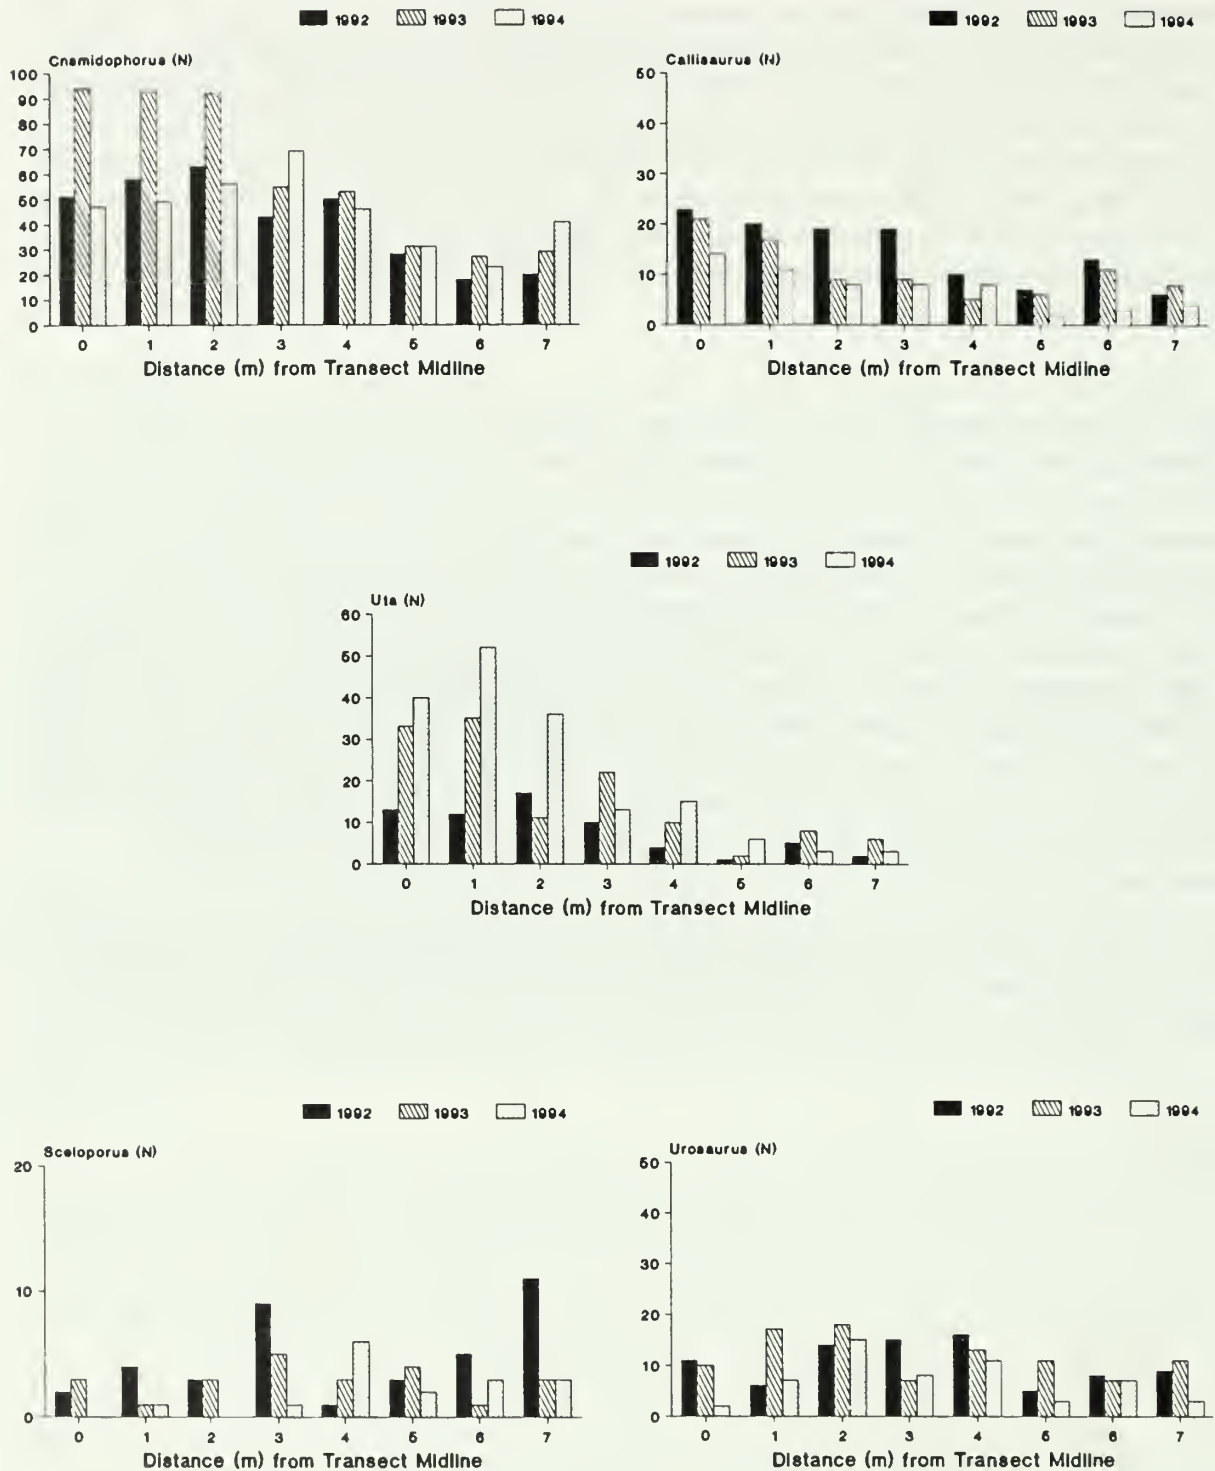 1992 1993 1994
Cnemidophorus (N)
100
90
80
70
60
50
40
30
20
10
0
0 1 2 3 4 5 6 7
Distance (m) from Transect Midline
1992 1993 1994
Callisaurus (N)
50
40
30
20
10
0
0 1 2 3 4 5 6 7
Distance (m) from Transect Midline
1992 1993 1994
Uta (N)
60
50
40
30
20
10
0
0 1 2 3 4 5 6 7
Distance (m) from Transect Midline
1992 1993 1994
Sceloporus (N)
20
10
0
0 1 2 3 4 5 6 7
Distance (m) from Transect Midline
1992 1993 1994
Urosaurus (N)
50
40
30
20
10
0
0 1 2 3 4 5 6 7
Distance (m) from Transect Midline